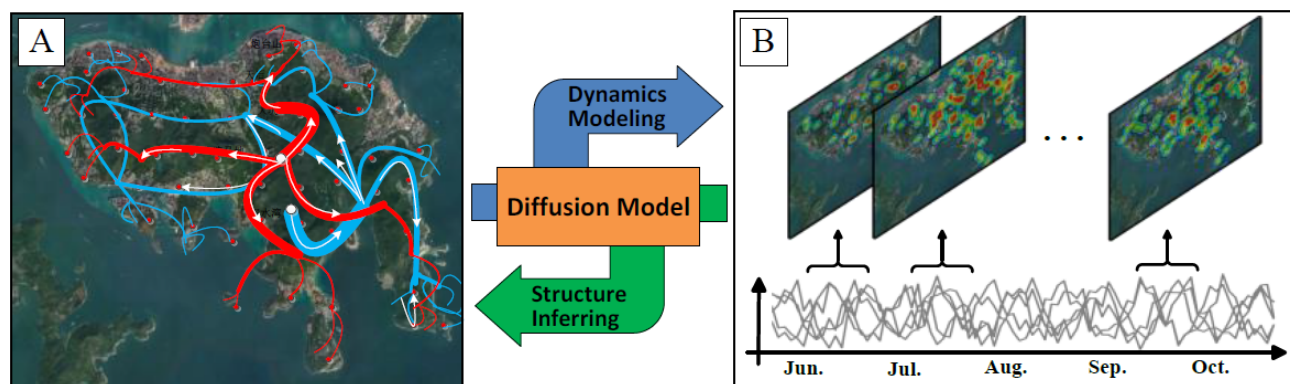 A
B
Dynamics
Modeling
Diffusion Model
Structure
Inferring
. . .
Jun.
Jul.
Aug.
Sep.
Oct.